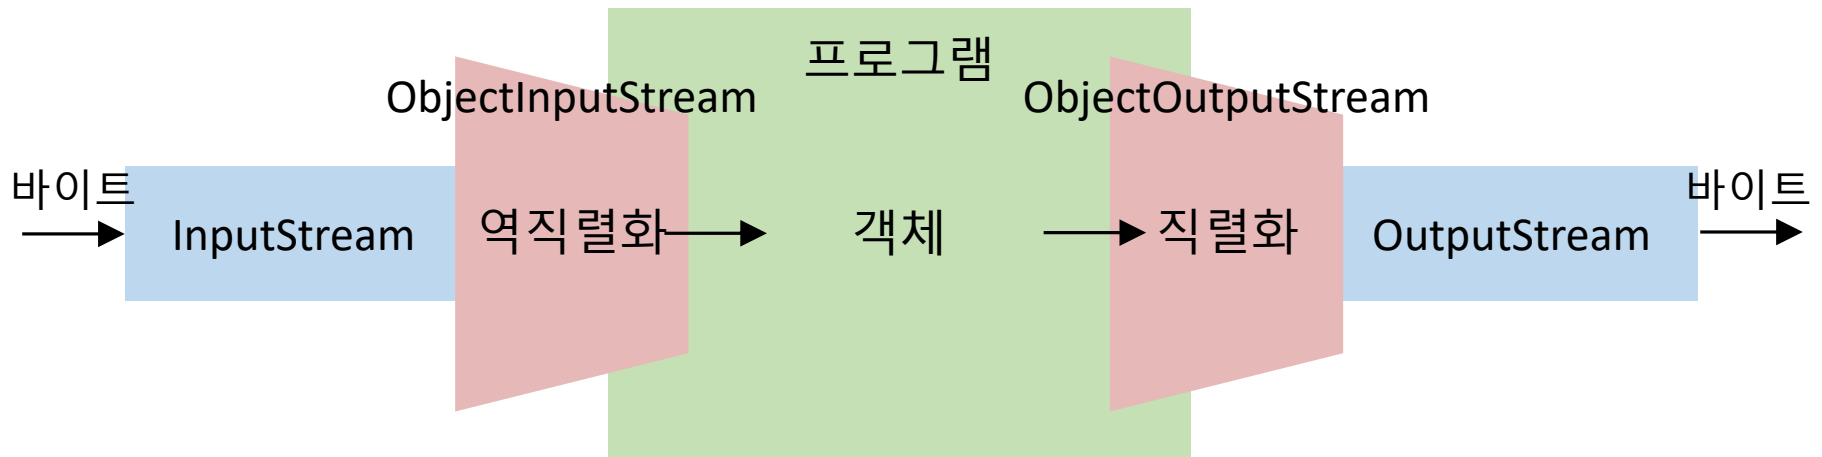 프로그램
ObjectInputStream
ObjectOutputStream
바이트
바이트
InputStream
역직렬화
객체
직렬화
OutputStream